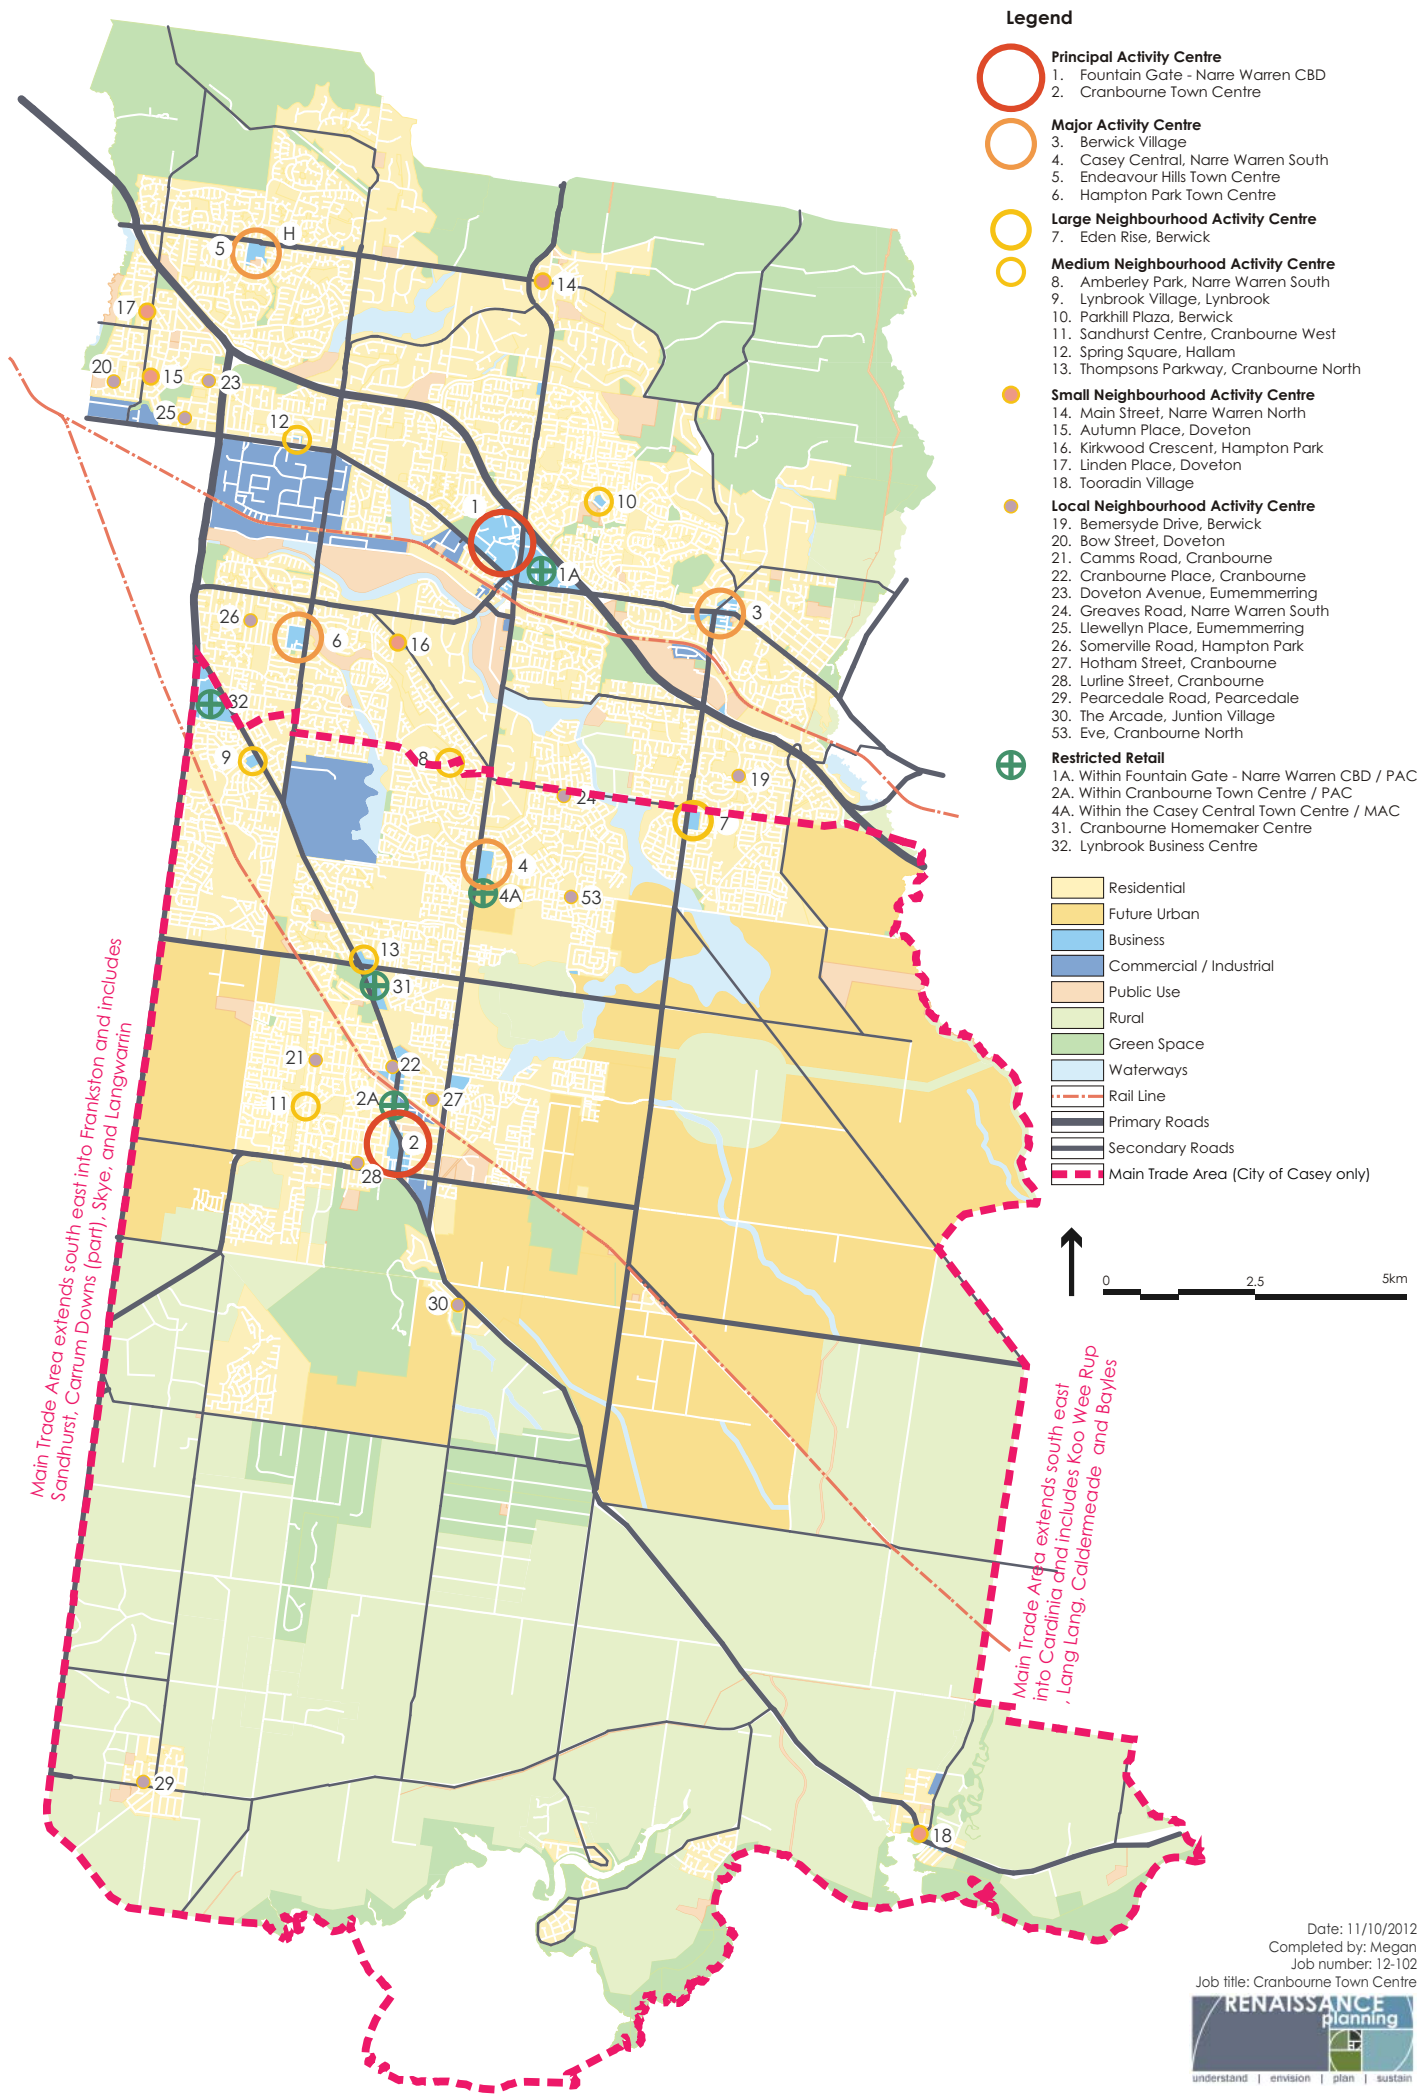 Legend
Principal Activity Centre
1. Fountain Gate - Narre Warren CBD
2. Cranbourne Town Centre
Major Activity Centre
3. Berwick Village
4. Casey Central, Narre Warren South
5. Endeavour Hills Town Centre
6. Hampton Park Town Centre
Large Neighbourhood Activity Centre
7. Eden Rise, Berwick
Medium Neighbourhood Activity Centre
8. Amberley Park, Narre Warren South
9. Lynbrook Village, Lynbrook
10. Parkhill Plaza, Berwick
11. Sandhurst Centre, Cranbourne West
12. Spring Square, Hallam
13. Thompsons Parkway, Cranbourne North
Small Neighbourhood Activity Centre
14. Main Street, Narre Warren North
15. Autumn Place, Doveton
16. Kirkwood Crescent, Hampton Park
17. Linden Place, Doveton
18. Tooradin Village
Local Neighbourhood Activity Centre
19. Bemersyde Drive, Berwick
20. Bow Street, Doveton
21. Camms Road, Cranbourne
22. Cranbourne Place, Cranbourne
23. Doveton Avenue, Eumemmerring
24. Greaves Road, Narre Warren South
25. Llewellyn Place, Eumemmerring
26. Somerville Road, Hampton Park
27. Hotham Street, Cranbourne
28. Lurline Street, Cranbourne
29. Pearcedale Road, Pearcedale
30. The Arcade, Juntion Village
53. Eve, Cranbourne North
Restricted Retail
1A. Within Fountain Gate - Narre Warren CBD / PAC
2A. Within Cranbourne Town Centre / PAC
4A. Within the Casey Central Town Centre / MAC
31. Cranbourne Homemaker Centre
32. Lynbrook Business Centre
Residential
Future Urban
Business
Commercial / Industrial
Public Use
Rural
Green Space
Waterways
Rail Line
Primary Roads
Secondary Roads
Main Trade Area (City of Casey only)
0 2.5 5km
5
H
14
17
20
15
23
25
12
1
10
1A
3
26
6
16
32
9
8
24
19
7
4
4A
53
13
31
21
22
11
2A
27
2
28
30
29
18
Main Trade Area extends south east into Frankston and includes
Sandhurst, Carrum Downs (part), Skye, and Langwarrin
Main Trade Area extends south east
into Cardinia and includes Koo Wee Rup
, Lang Lang, Caldermeade and Bayles
Date: 11/10/2012
Completed by: Megan
Job number: 12-102
Job title: Cranbourne Town Centre
RENAISSANCE
planning
understand | envision | plan | sustain